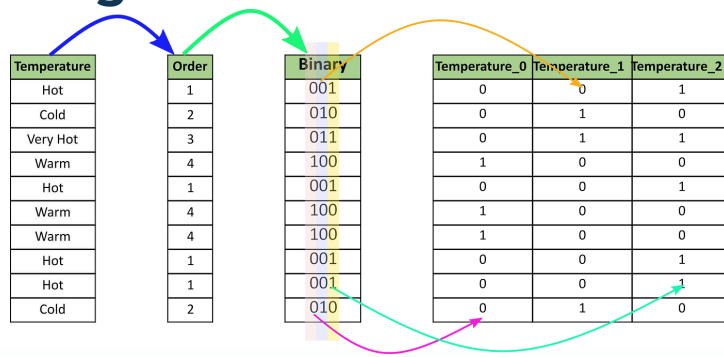 g
Temperature Order Binary Temperature_0 Temperature_1 Temperature_2
Hot 1 001 0 0 1
Cold 2 010 0 1 0
Very Hot 3 011 0 1 1
Warm 4 100 1 0 0
Hot 1 001 0 0 1
Warm 4 100 1 0 0
Warm 4 100 1 0 0
Hot 1 001 0 0 1
Hot 1 001 0 0 1
Cold 2 010 0 1 0